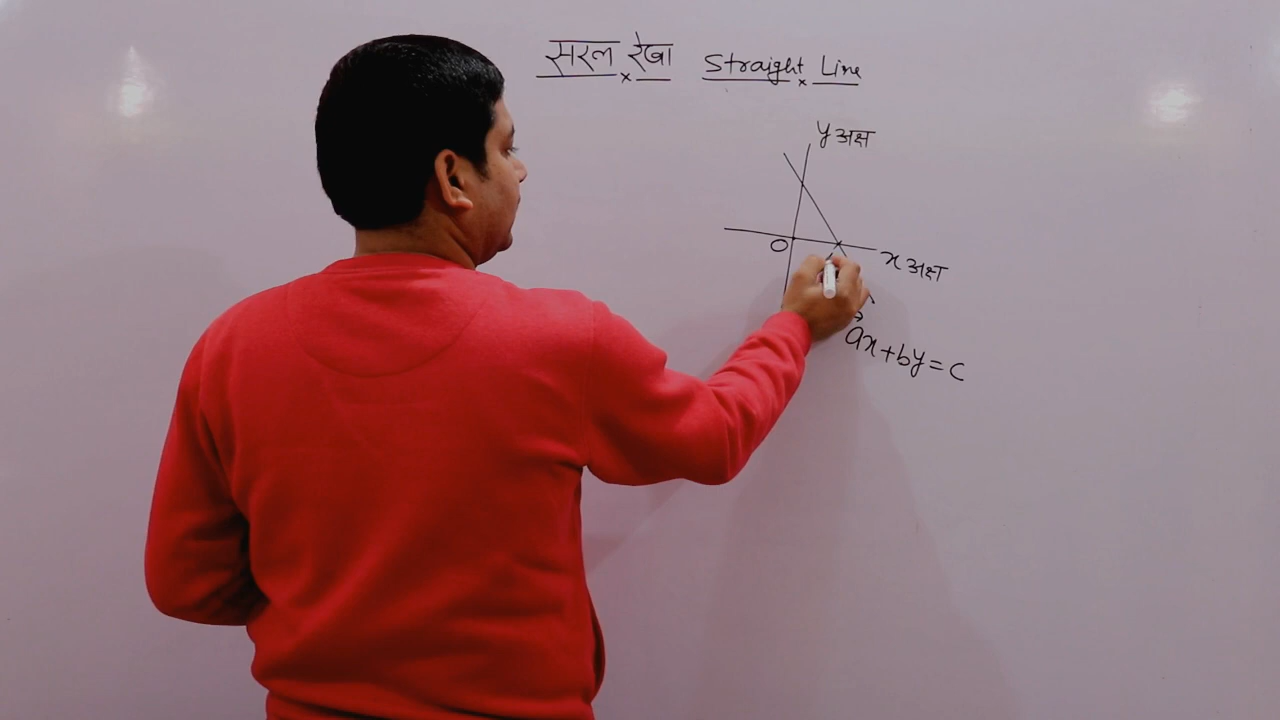 सरल रेखा Straight Line
y अक्ष
O
x अक्ष
ax+by=c